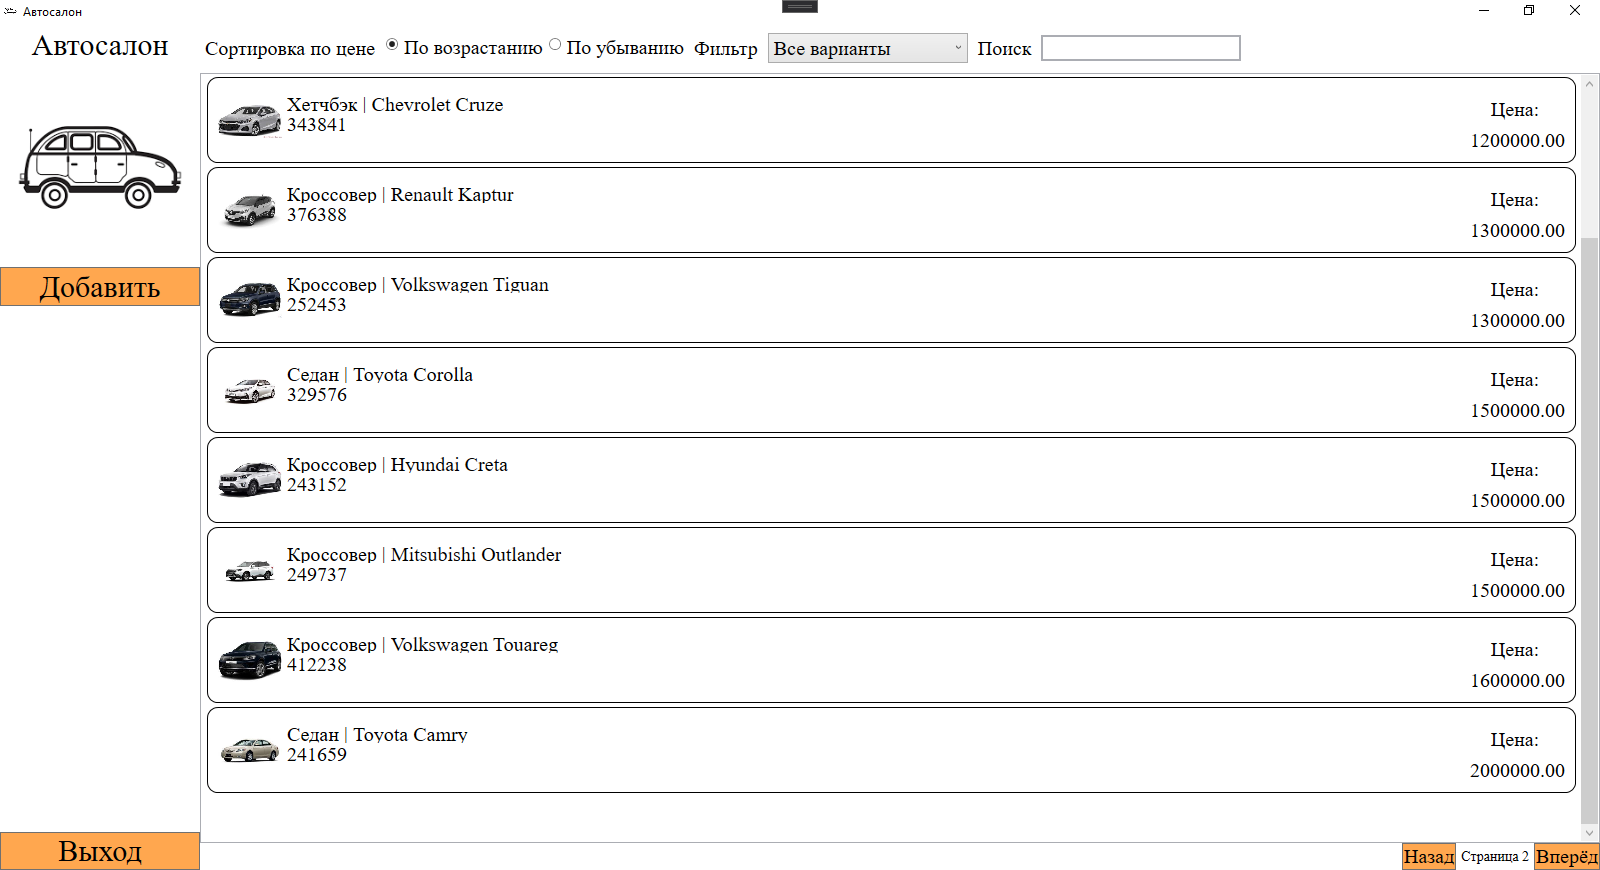 Автосалон
Автосалон
Сортировка по цене По возрастанию По убыванию Фильтр Все варианты Поиск
Хетчбэк | Chevrolet Cruze
343841
Цена:
1200000.00
Кроссовер | Renault Kaptur
376388
Цена:
1300000.00
Добавить
Кроссовер | Volkswagen Tiguan
252453
Цена:
1300000.00
Седан | Toyota Corolla
329576
Цена:
1500000.00
Кроссовер | Hyundai Creta
243152
Цена:
1500000.00
Кроссовер | Mitsubishi Outlander
249737
Цена:
1500000.00
Кроссовер | Volkswagen Touareg
412238
Цена:
1600000.00
Седан | Toyota Camry
241659
Цена:
2000000.00
Выход
Назад Страница 2 Вперёд